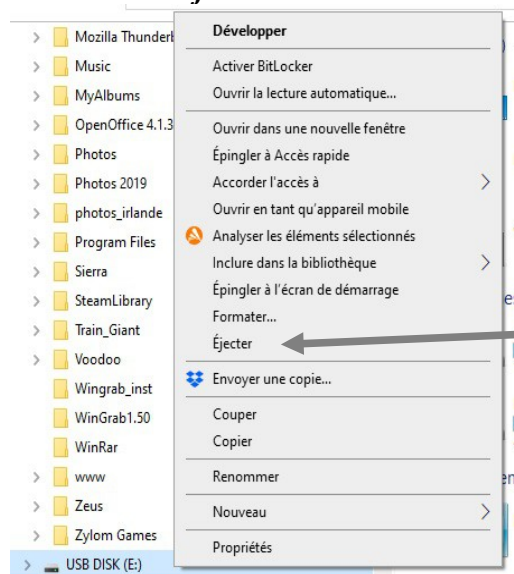 Mozilla Thunderb
Music
MyAlbums
OpenOffice 4.1.3
Photos
Photos 2019
photos_irlande
Program Files
Sierra
SteamLibrary
Train_Giant
Voodoo
Wingrab_inst
WinGrab1.50
WinRar
www
Zeus
Zylom Games
USB DISK (E:)
Développer
Activer BitLocker
Ouvrir la lecture automatique...
Ouvrir dans une nouvelle fenêtre
Épingler à Accès rapide
Accorder l'accès à
Ouvrir en tant qu'appareil mobile
Analyser les éléments sélectionnés
Inclure dans la bibliothèque
Épingler à l'écran de démarrage
Formater...
Éjecter
Envoyer une copie...
Couper
Copier
Renommer
Nouveau
Propriétés